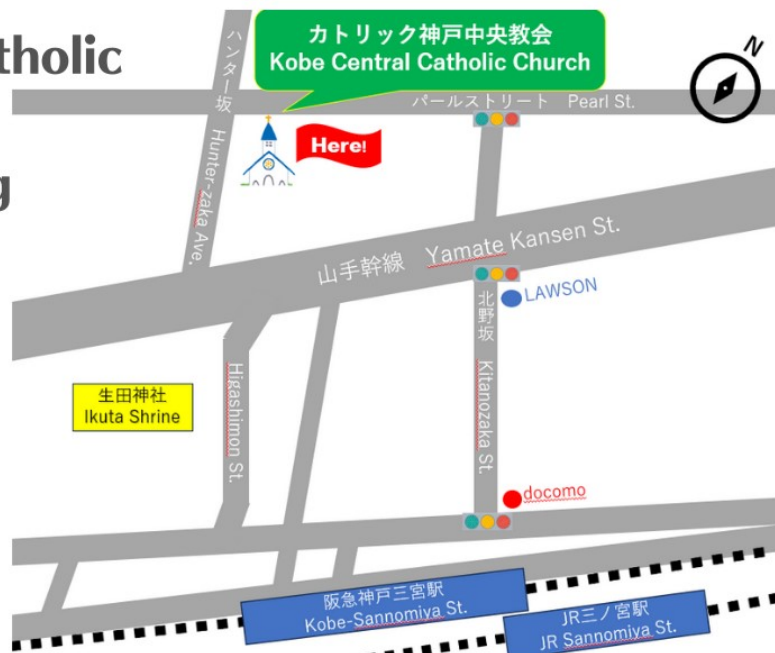 tholic
g
カトリック神戸中央教会
Kobe Central Catholic Church
N
ハンター坂 Hunter-zaka Ave.
パールストリート Pearl St.
Here!
山手幹線 Yamate Kansen St.
LAWSON
北野坂 Kitanozaka St.
生田神社
Ikuta Shrine
Higashimon St.
docomo
阪急神戸三宮駅
Kobe-Sannomiya St.
JR三ノ宮駅
JR Sannomiya St.